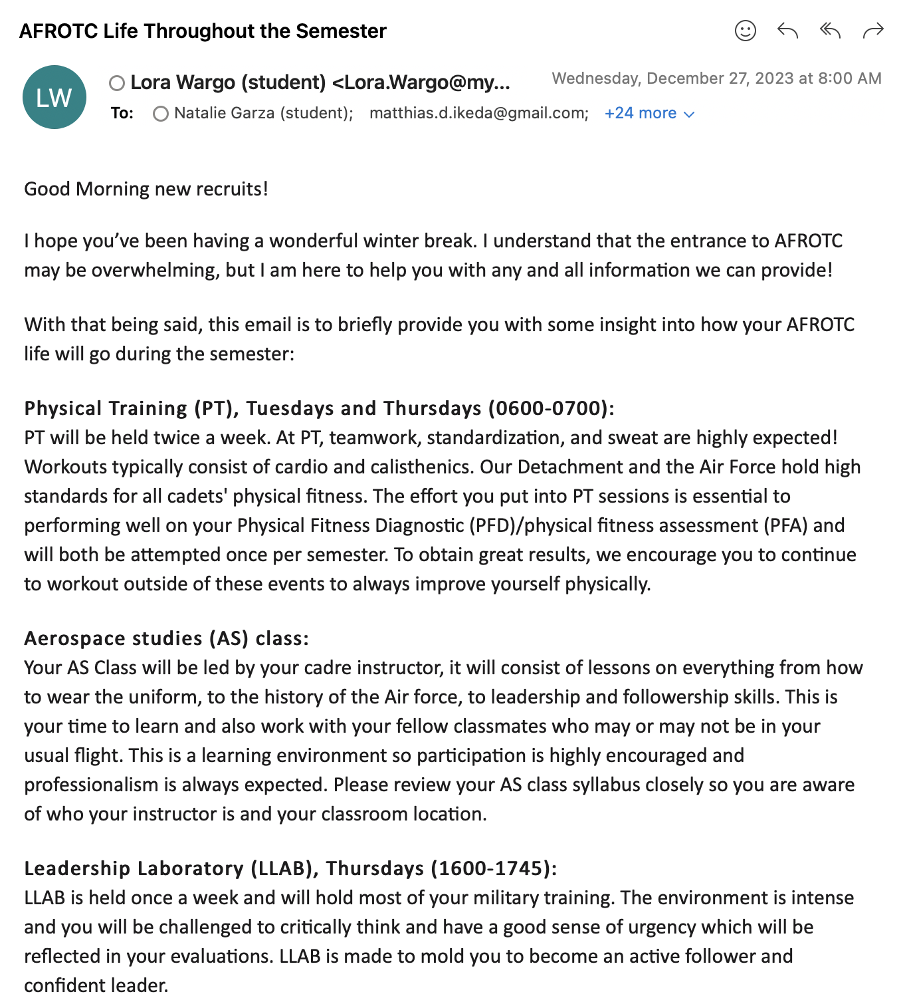 AFROTC Life Throughout the Semester
LW
Lora Wargo (student) <Lora.Wargo@my...
Wednesday, December 27, 2023 at 8:00 AM
To: Natalie Garza (student); matthias.d.ikeda@gmail.com; +24 more
Good Morning new recruits!
I hope you’ve been having a wonderful winter break. I understand that the entrance to AFROTC
may be overwhelming, but I am here to help you with any and all information we can provide!
With that being said, this email is to briefly provide you with some insight into how your AFROTC
life will go during the semester:
Physical Training (PT), Tuesdays and Thursdays (0600-0700):
PT will be held twice a week. At PT, teamwork, standardization, and sweat are highly expected!
Workouts typically consist of cardio and calisthenics. Our Detachment and the Air Force hold high
standards for all cadets' physical fitness. The effort you put into PT sessions is essential to
performing well on your Physical Fitness Diagnostic (PFD)/physical fitness assessment (PFA) and
will both be attempted once per semester. To obtain great results, we encourage you to continue
to workout outside of these events to always improve yourself physically.
Aerospace studies (AS) class:
Your AS Class will be led by your cadre instructor, it will consist of lessons on everything from how
to wear the uniform, to the history of the Air force, to leadership and followership skills. This is
your time to learn and also work with your fellow classmates who may or may not be in your
usual flight. This is a learning environment so participation is highly encouraged and
professionalism is always expected. Please review your AS class syllabus closely so you are aware
of who your instructor is and your classroom location.
Leadership Laboratory (LLAB), Thursdays (1600-1745):
LLAB is held once a week and will hold most of your military training. The environment is intense
and you will be challenged to critically think and have a good sense of urgency which will be
reflected in your evaluations. LLAB is made to mold you to become an active follower and
confident leader.